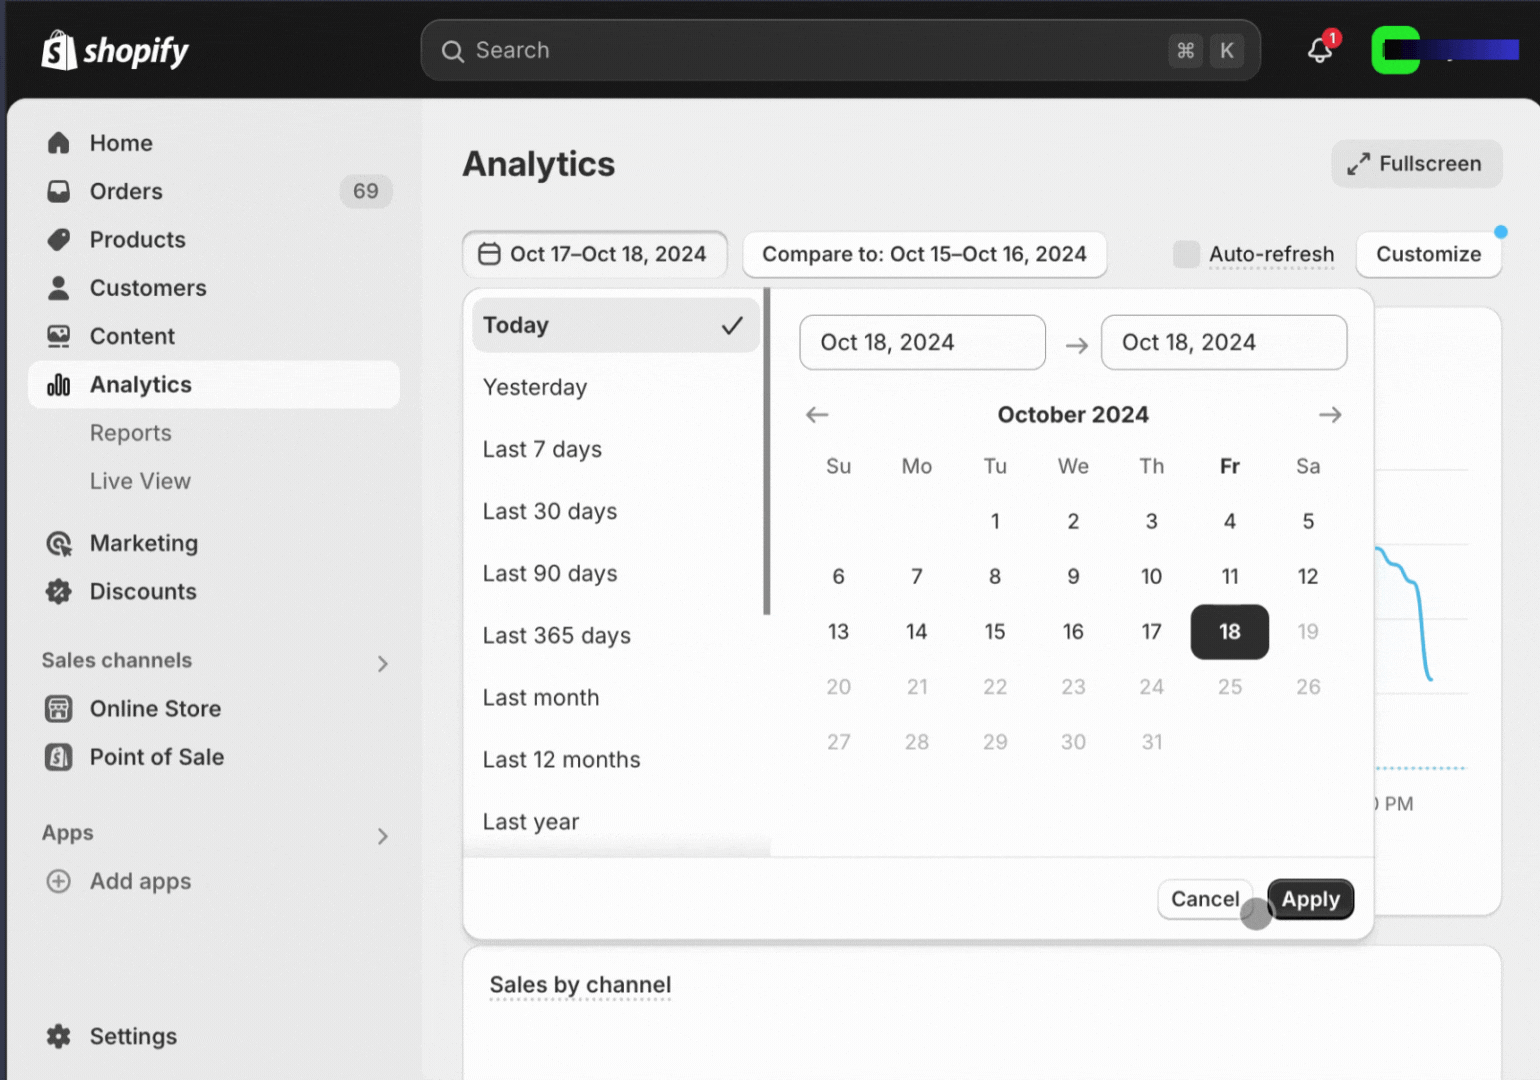 shopify
Search
⌘ K
1
Home
Orders 69
Products
Customers
Content
Analytics
Reports
Live View
Marketing
Discounts
Sales channels
Online Store
Point of Sale
Apps
Add apps
Settings
Analytics
Fullscreen
Oct 17–Oct 18, 2024
Compare to: Oct 15–Oct 16, 2024
Auto-refresh
Customize
Today
Yesterday
Last 7 days
Last 30 days
Last 90 days
Last 365 days
Last month
Last 12 months
Last year
Oct 18, 2024 → Oct 18, 2024
← October 2024 →
Su Mo Tu We Th Fr Sa
1 2 3 4 5
6 7 8 9 10 11 12
13 14 15 16 17 18 19
20 21 22 23 24 25 26
27 28 29 30 31
Cancel
Apply
PM
Sales by channel